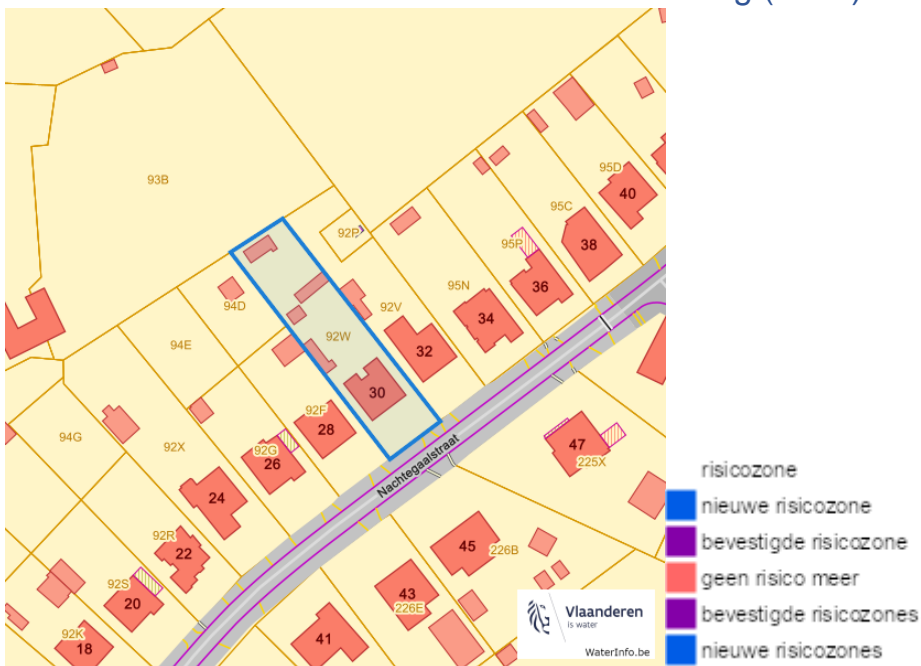 g (
93B
95D
40
95C
92P
38
95P
36
94D
95N
92V
34
92W
94E
32
30
92F
28
94G
92X
92G
26
Nachtegaalstraat
47
225X
24
92R
22
45
226B
92S
20
43
226E
92K
18
41
Vlaanderen
is water
WaterInfo.be
risicozone
nieuwe risicozone
bevestigde risicozone
geen risico meer
bevestigde risicozones
nieuwe risicozones